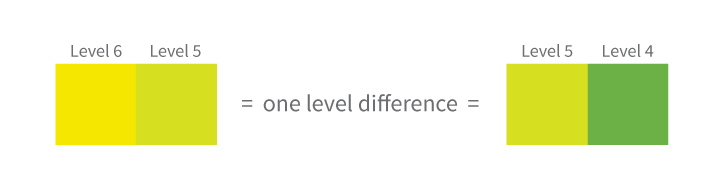 Level 6 Level 5
Level 5 Level 4
= one level difference =